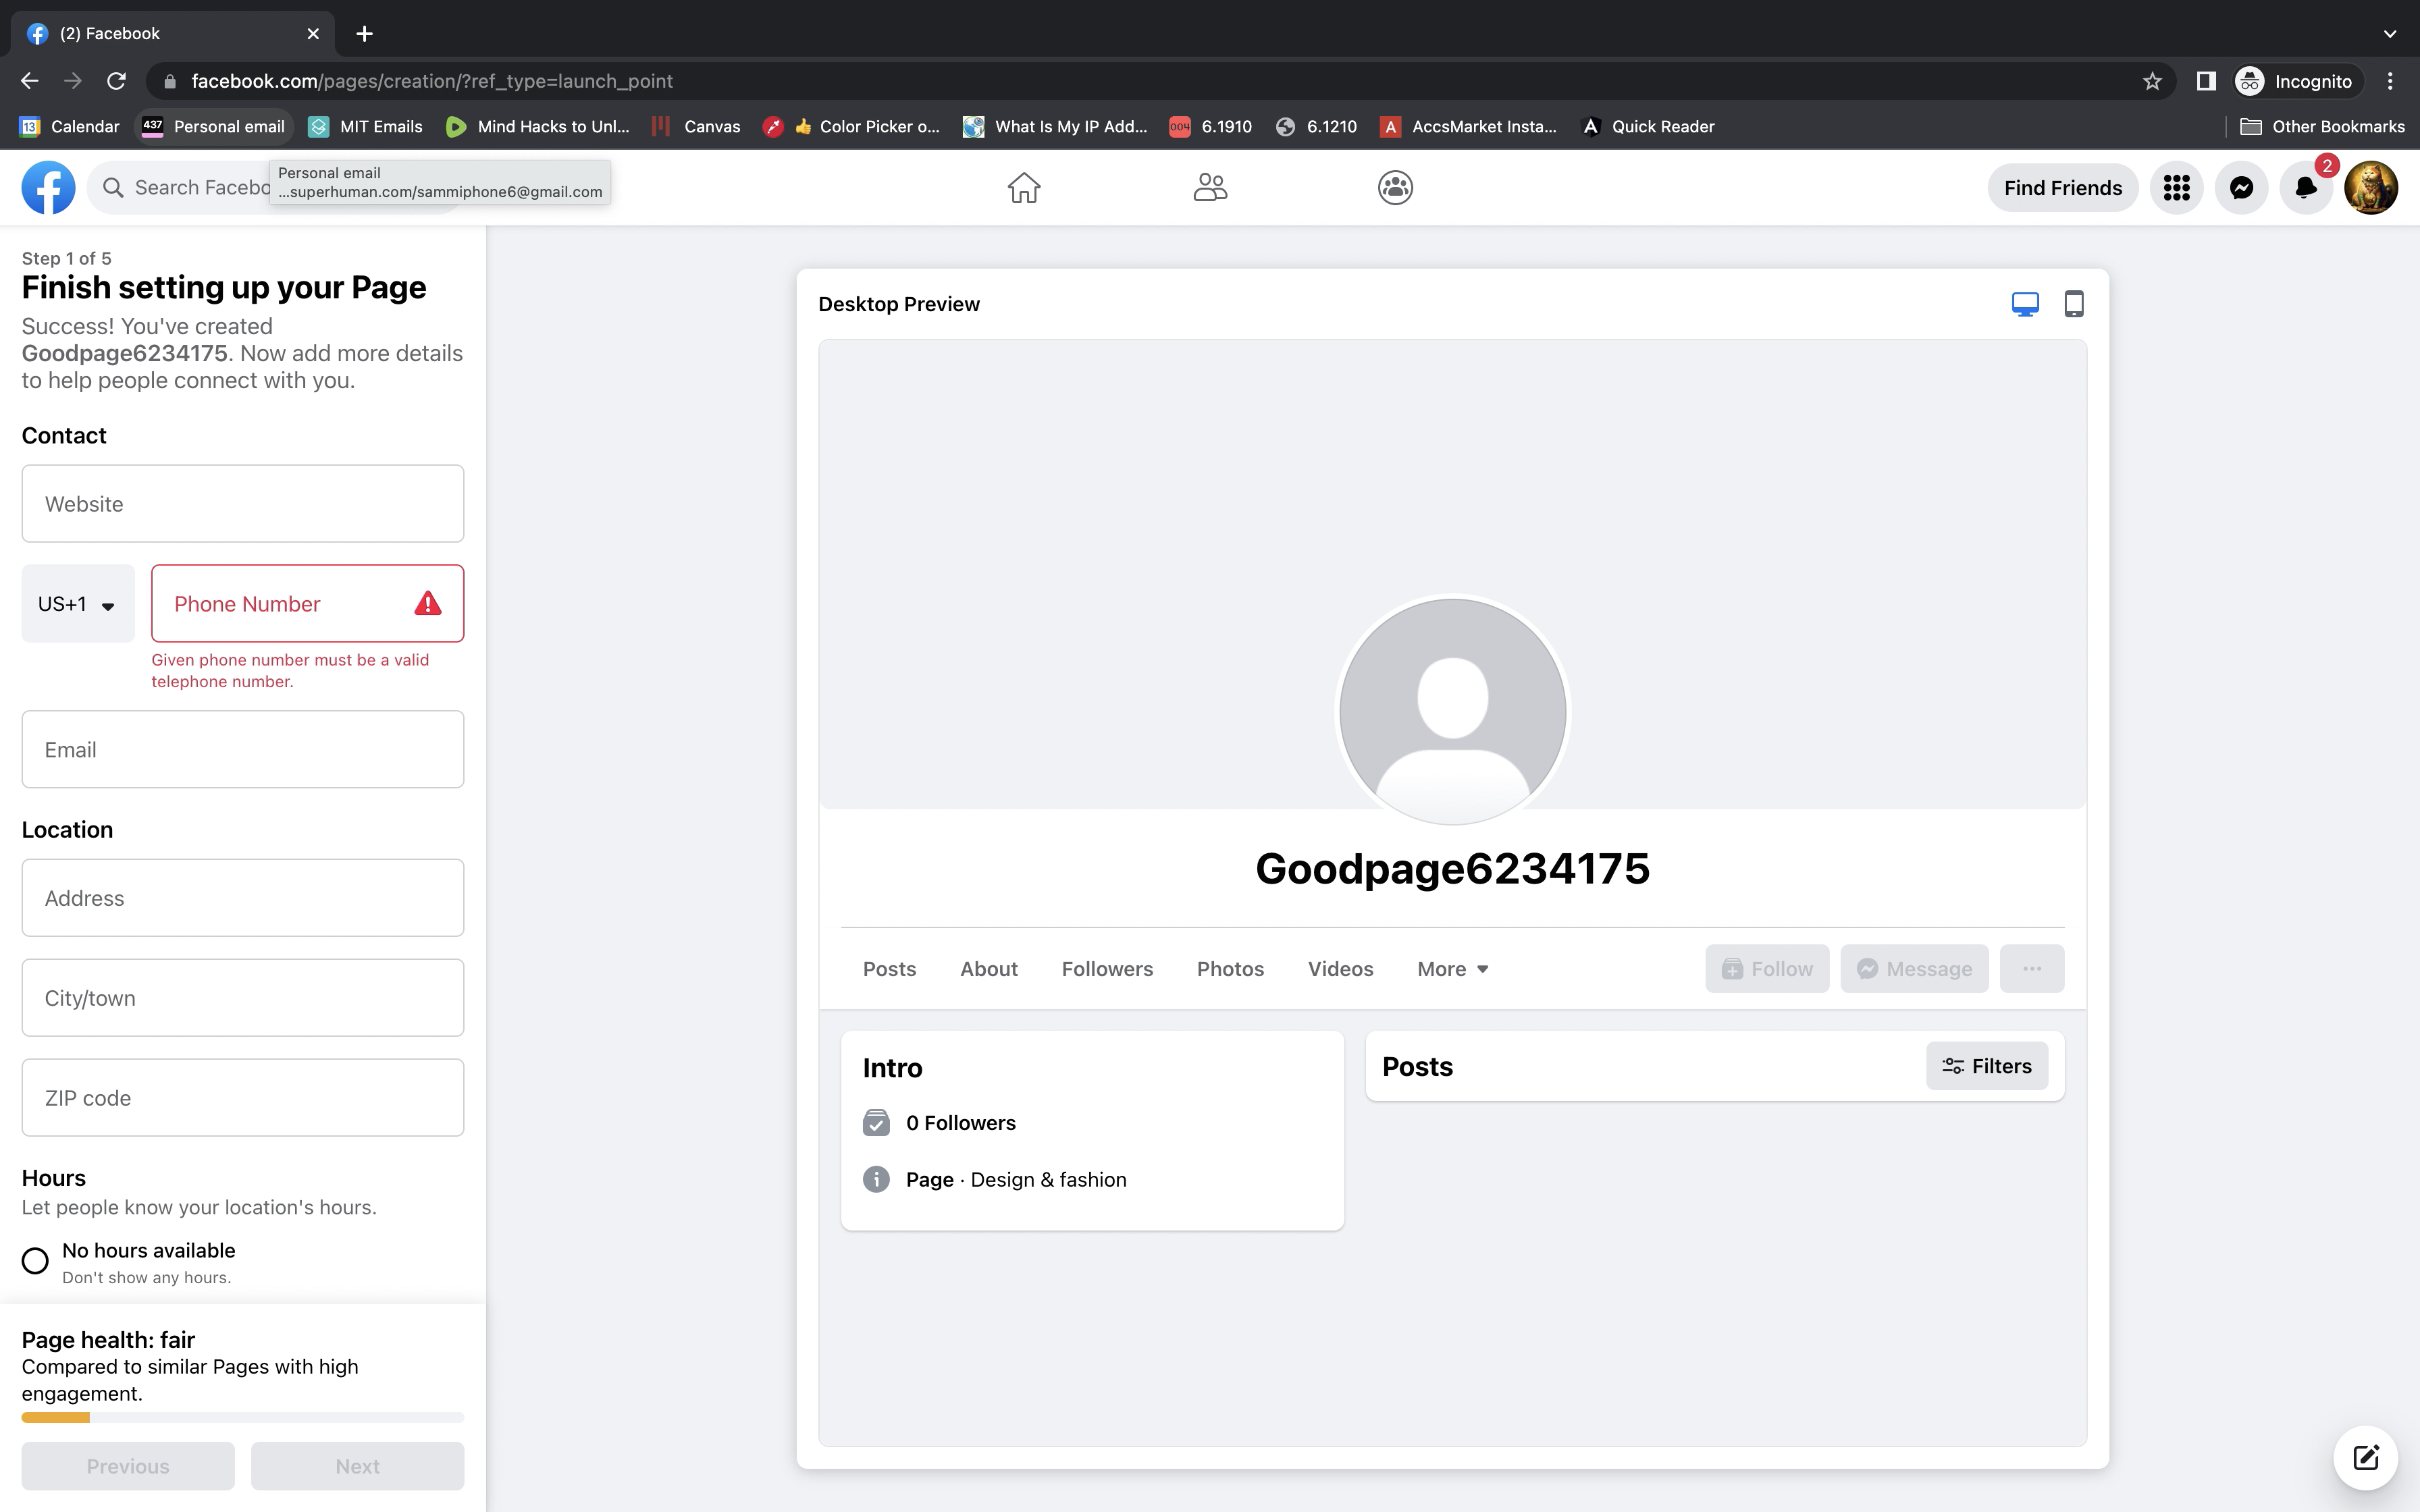 (2) Facebook
facebook.com/pages/creation/?ref_type=launch_point
Incognito
13 Calendar
437 Personal email
MIT Emails
Mind Hacks to Unl...
Canvas
👍 Color Picker o...
What Is My IP Add...
004 6.1910
6.1210
A AccsMarket Insta...
Quick Reader
Other Bookmarks
Search Facebo
Personal email
...superhuman.com/sammiphone6@gmail.com
Find Friends
2
Step 1 of 5
Finish setting up your Page
Success! You've created
Goodpage6234175. Now add more details
to help people connect with you.
Contact
Website
US+1
Phone Number
Given phone number must be a valid
telephone number.
Email
Location
Address
City/town
ZIP code
Hours
Let people know your location's hours.
No hours available
Don't show any hours.
Page health: fair
Compared to similar Pages with high
engagement.
Previous
Next
Desktop Preview
Goodpage6234175
Posts
About
Followers
Photos
Videos
More
Follow
Message
Intro
0 Followers
Page · Design & fashion
Posts
Filters